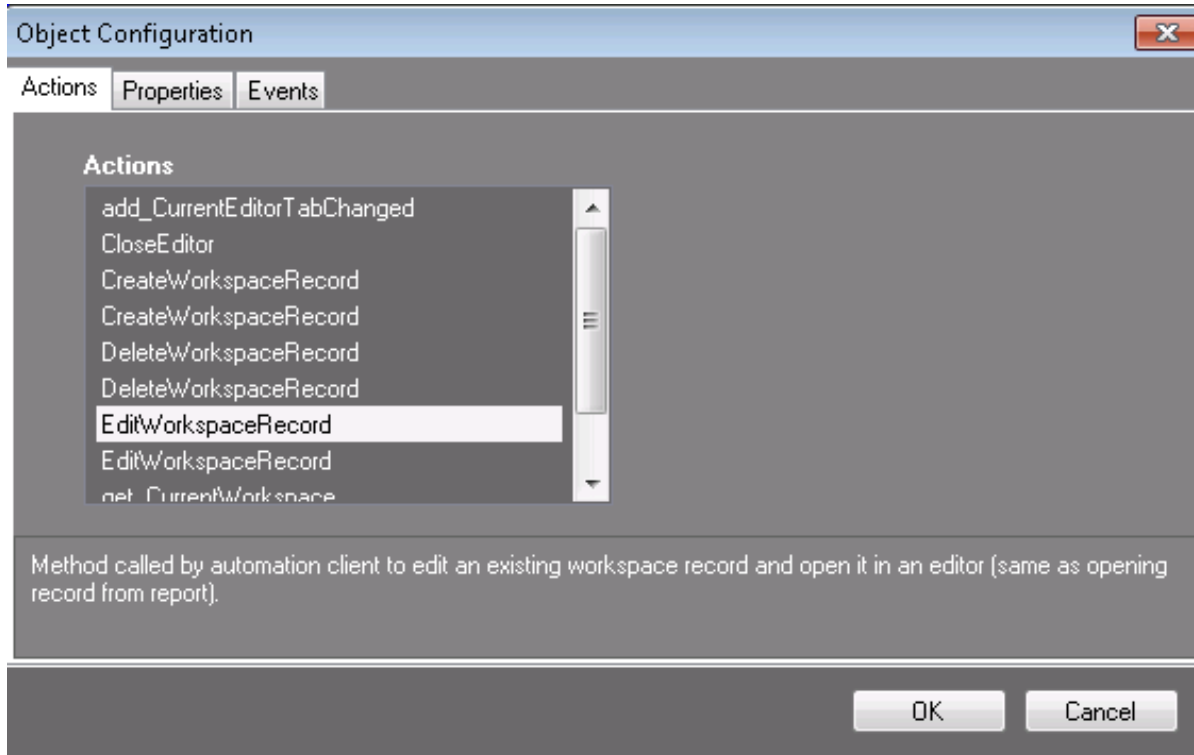 Object Configuration
Actions Properties Events
Actions
add_CurrentEditorTabChanged
CloseEditor
CreateWorkspaceRecord
CreateWorkspaceRecord
DeleteWorkspaceRecord
DeleteWorkspaceRecord
EditWorkspaceRecord
EditWorkspaceRecord
get_CurrentWorkspace
Method called by automation client to edit an existing workspace record and open it in an editor (same as opening
record from report).
OK Cancel